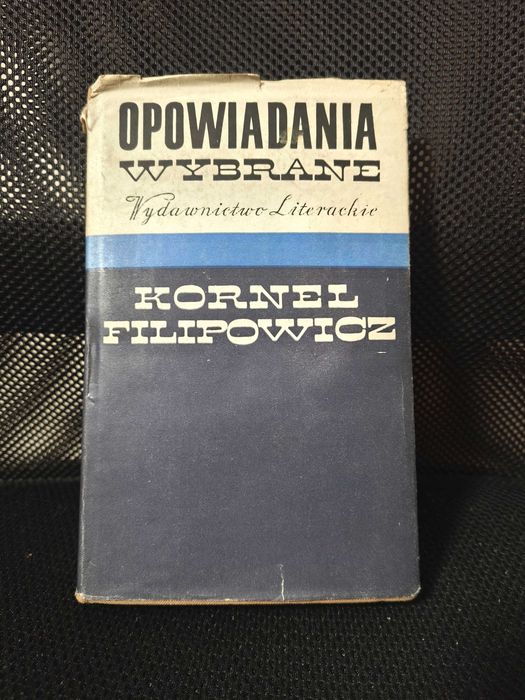 OPOWIADANIA
WYBRANE
Wydawnictwo Literackie
KORNEL
FILIPOWICZ